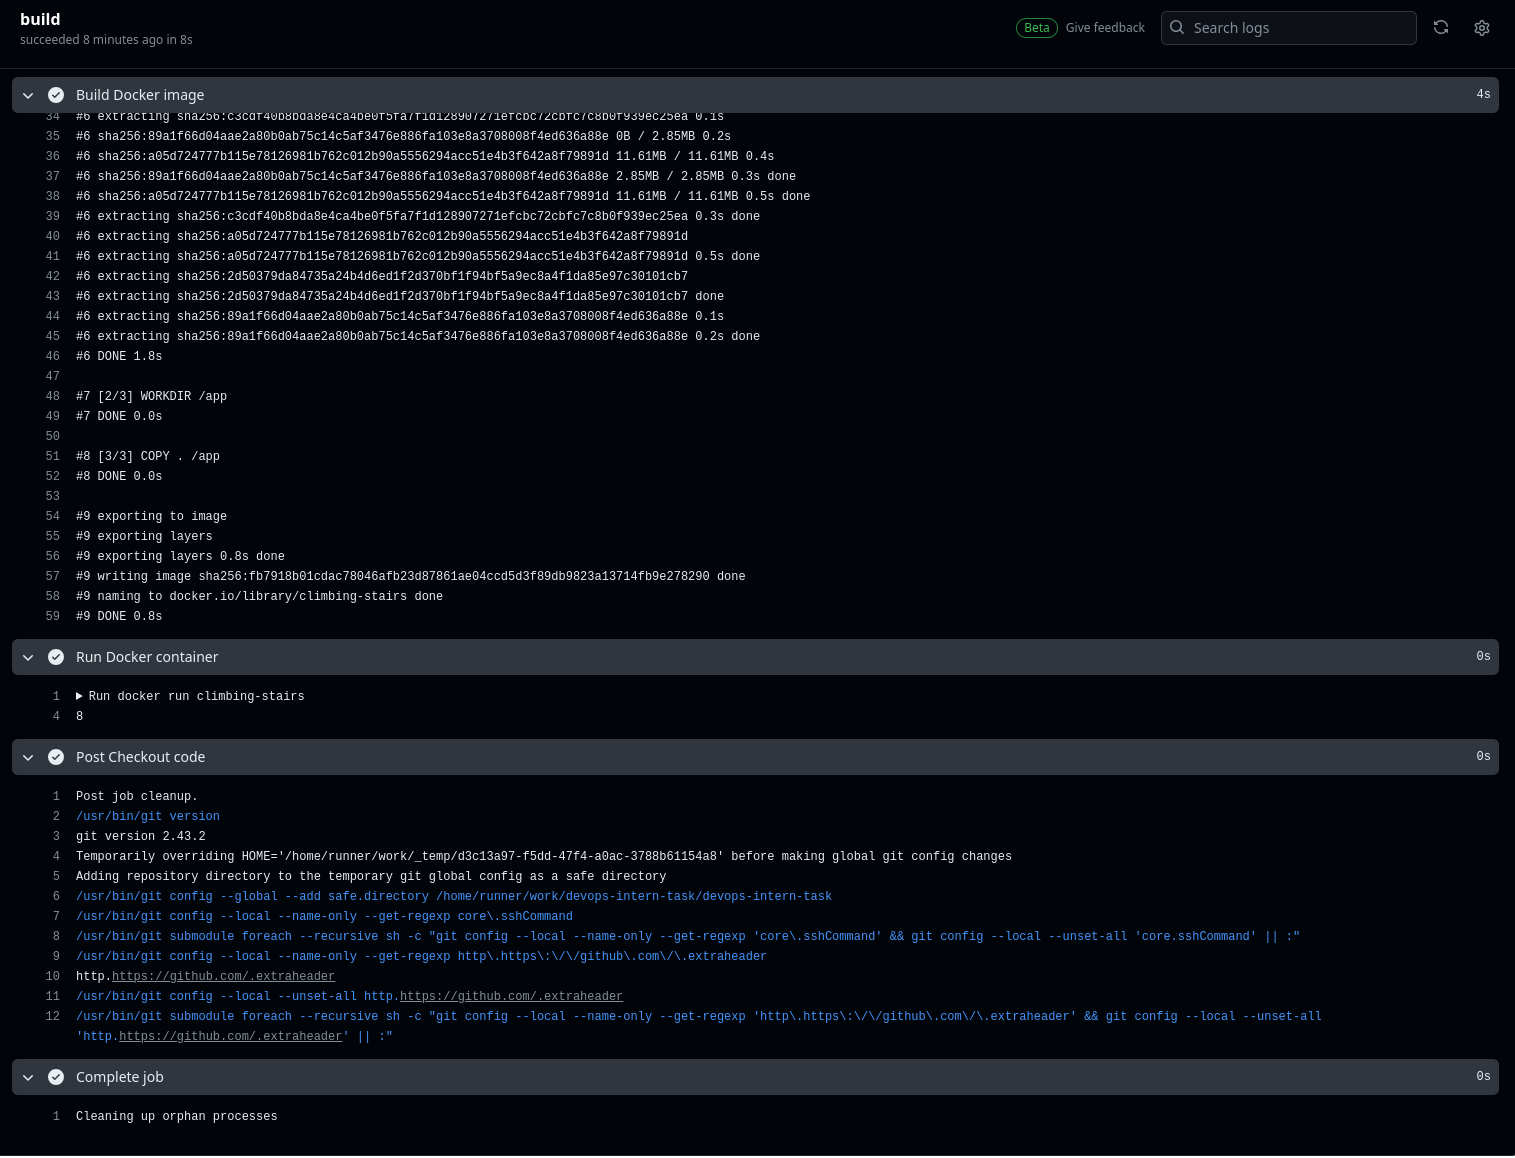 build
succeeded 8 minutes ago in 8s
Beta Give feedback Search logs
Build Docker image 4s
34 #6 extracting sha256:c3cdf40b8bda8e4ca4be0f5fa7f1d128907271efcbc72cbfc7c8b0f939ec25ea 0.1s
35 #6 sha256:89a1f66d04aae2a80b0ab75c14c5af3476e886fa103e8a3708008f4ed636a88e 0B / 2.85MB 0.2s
36 #6 sha256:a05d724777b115e78126981b762c012b90a5556294acc51e4b3f642a8f79891d 11.61MB / 11.61MB 0.4s
37 #6 sha256:89a1f66d04aae2a80b0ab75c14c5af3476e886fa103e8a3708008f4ed636a88e 2.85MB / 2.85MB 0.3s done
38 #6 sha256:a05d724777b115e78126981b762c012b90a5556294acc51e4b3f642a8f79891d 11.61MB / 11.61MB 0.5s done
39 #6 extracting sha256:c3cdf40b8bda8e4ca4be0f5fa7f1d128907271efcbc72cbfc7c8b0f939ec25ea 0.3s done
40 #6 extracting sha256:a05d724777b115e78126981b762c012b90a5556294acc51e4b3f642a8f79891d
41 #6 extracting sha256:a05d724777b115e78126981b762c012b90a5556294acc51e4b3f642a8f79891d 0.5s done
42 #6 extracting sha256:2d50379da84735a24b4d6ed1f2d370bf1f94bf5a9ec8a4f1da85e97c30101cb7
43 #6 extracting sha256:2d50379da84735a24b4d6ed1f2d370bf1f94bf5a9ec8a4f1da85e97c30101cb7 done
44 #6 extracting sha256:89a1f66d04aae2a80b0ab75c14c5af3476e886fa103e8a3708008f4ed636a88e 0.1s
45 #6 extracting sha256:89a1f66d04aae2a80b0ab75c14c5af3476e886fa103e8a3708008f4ed636a88e 0.2s done
46 #6 DONE 1.8s
47
48 #7 [2/3] WORKDIR /app
49 #7 DONE 0.0s
50
51 #8 [3/3] COPY . /app
52 #8 DONE 0.0s
53
54 #9 exporting to image
55 #9 exporting layers
56 #9 exporting layers 0.8s done
57 #9 writing image sha256:fb7918b01cdac78046afb23d87861ae04ccd5d3f89db9823a13714fb9e278290 done
58 #9 naming to docker.io/library/climbing-stairs done
59 #9 DONE 0.8s
Run Docker container 0s
1 Run docker run climbing-stairs
4 8
Post Checkout code 0s
1 Post job cleanup.
2 /usr/bin/git version
3 git version 2.43.2
4 Temporarily overriding HOME='/home/runner/work/_temp/d3c13a97-f5dd-47f4-a0ac-3788b61154a8' before making global git config changes
5 Adding repository directory to the temporary git global config as a safe directory
6 /usr/bin/git config --global --add safe.directory /home/runner/work/devops-intern-task/devops-intern-task
7 /usr/bin/git config --local --name-only --get-regexp core\.sshCommand
8 /usr/bin/git submodule foreach --recursive sh -c "git config --local --name-only --get-regexp 'core\.sshCommand' && git config --local --unset-all 'core.sshCommand' || :"
9 /usr/bin/git config --local --name-only --get-regexp http\.https\:\/\/github\.com\/\.extraheader
10 http.https://github.com/.extraheader
11 /usr/bin/git config --local --unset-all http.https://github.com/.extraheader
12 /usr/bin/git submodule foreach --recursive sh -c "git config --local --name-only --get-regexp 'http\.https\:\/\/github\.com\/\.extraheader' && git config --local --unset-all
'http.https://github.com/.extraheader' || :"
Complete job 0s
1 Cleaning up orphan processes